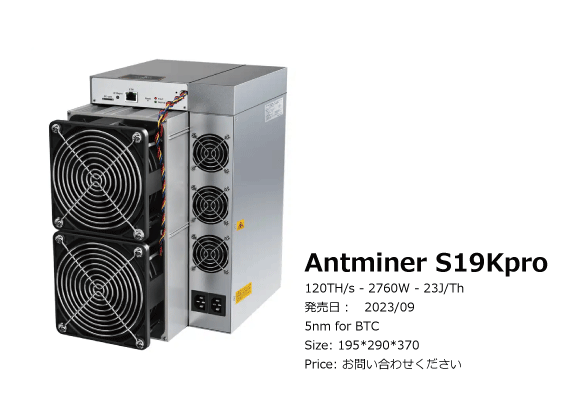 Antminer S19Kpro
120TH/s - 2760W - 23J/Th
発売日： 2023/09
5nm for BTC
Size: 195*290*370
Price: お問い合わせください